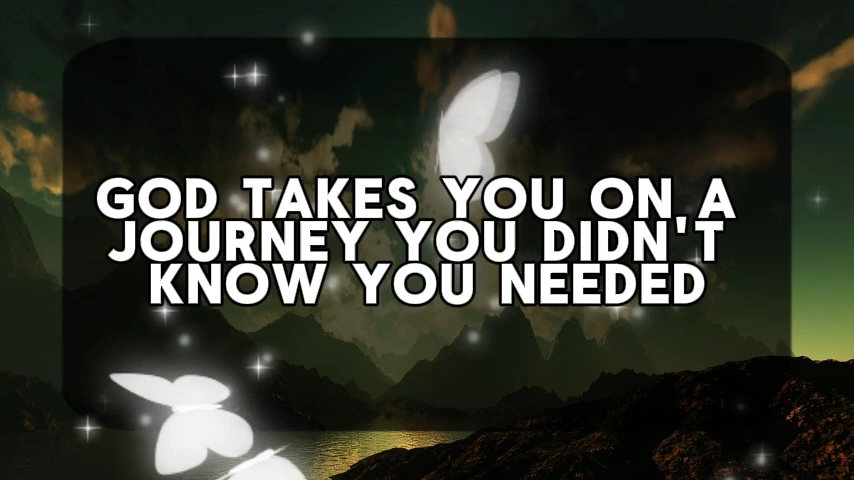 GOD TAKES YOU ON A
JOURNEY YOU DIDN'T
KNOW YOU NEEDED